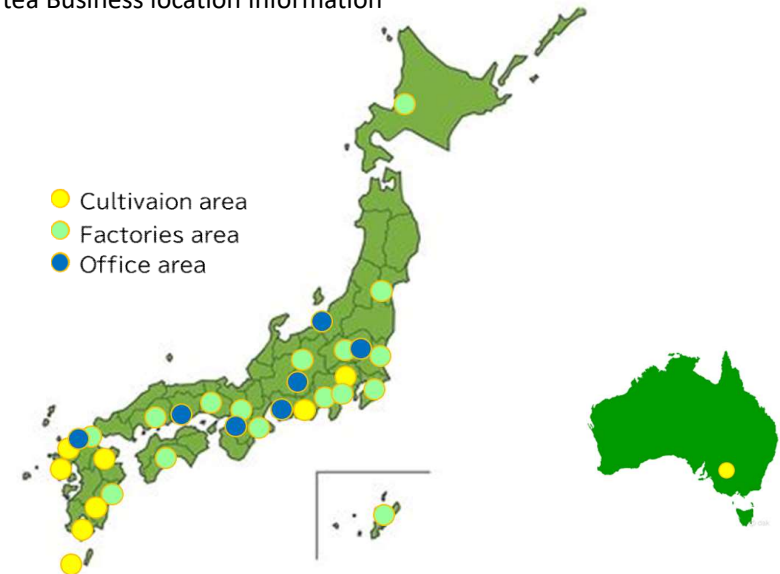 tea Business location information
Cultivaion area
Factories area
Office area